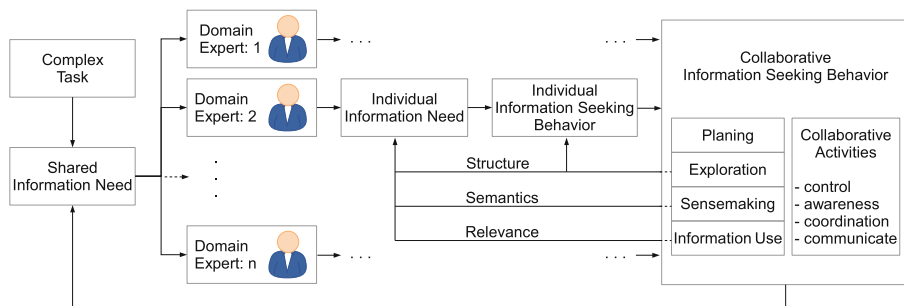 Complex
Task
Shared
Information Need
Domain
Expert: 1
. . .
. . .
Domain
Expert: 2
Individual
Information Need
Individual
Information Seeking
Behavior
.
.
.
Domain
Expert: n
. . .
. . .
Structure
Semantics
Relevance
Collaborative
Information Seeking Behavior
Planing
Exploration
Sensemaking
Information Use
Collaborative
Activities
- control
- awareness
- coordination
- communicate